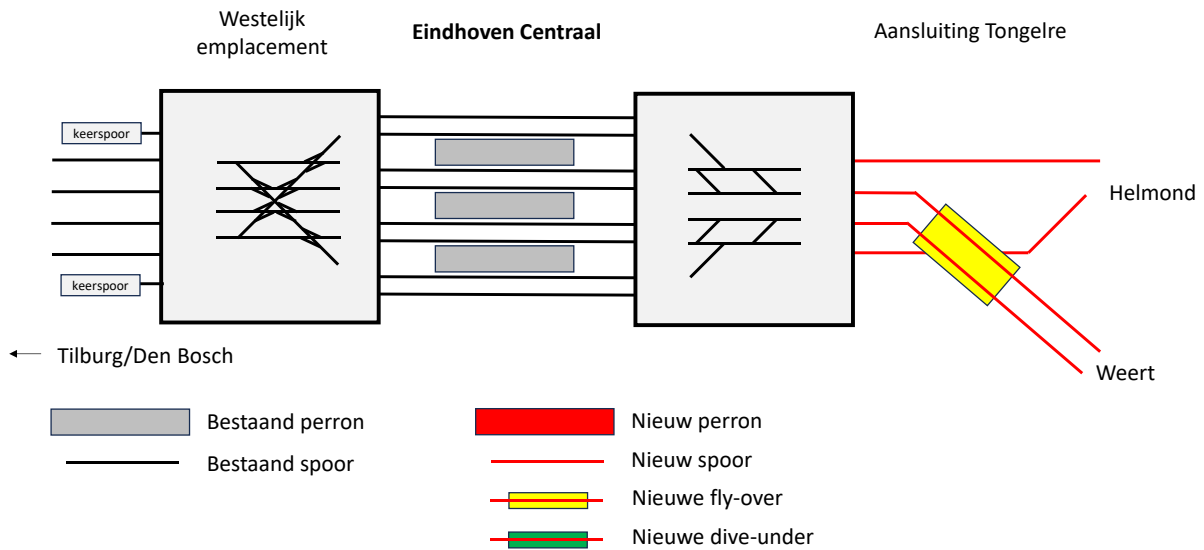 Westelijk
emplacement
Eindhoven Centraal
Aansluiting Tongelre
keerspoor
Helmond
keerspoor
Tilburg/Den Bosch
Weert
Bestaand perron
Nieuw perron
Bestaand spoor
Nieuw spoor
Nieuwe fly-over
Nieuwe dive-under